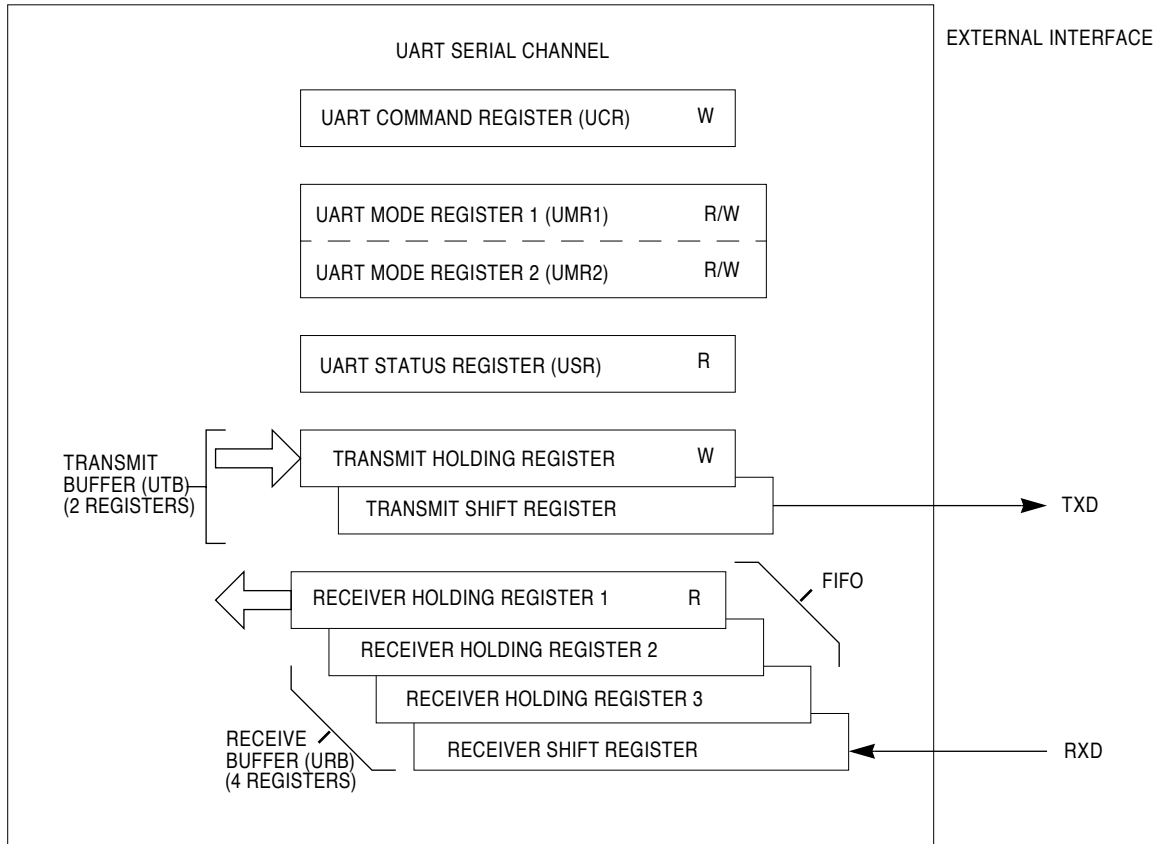 EXTERNAL INTERFACE
UART SERIAL CHANNEL
UART COMMAND REGISTER (UCR) W
UART MODE REGISTER 1 (UMR1) R/W
UART MODE REGISTER 2 (UMR2) R/W
UART STATUS REGISTER (USR) R
TRANSMIT
BUFFER (UTB)
(2 REGISTERS)
TRANSMIT HOLDING REGISTER W
TRANSMIT SHIFT REGISTER
TXD
FIFO
RECEIVER HOLDING REGISTER 1 R
RECEIVER HOLDING REGISTER 2
RECEIVER HOLDING REGISTER 3
RECEIVER SHIFT REGISTER
RECEIVE
BUFFER (URB)
(4 REGISTERS)
RXD